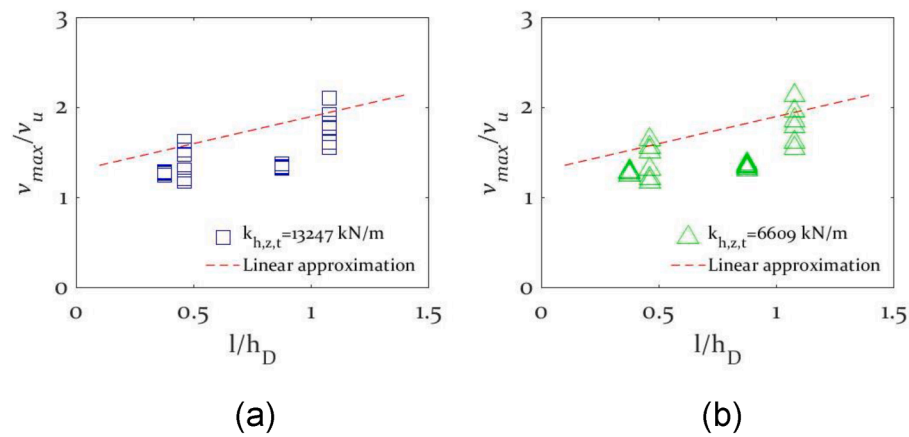 3
2
1
0
v_max/v_u
0
0.5
1
1.5
l/h_D
k_h,z,t=13247 kN/m
Linear approximation
(a)
3
2
1
0
v_max/v_u
0
0.5
1
1.5
l/h_D
k_h,z,t=6609 kN/m
Linear approximation
(b)